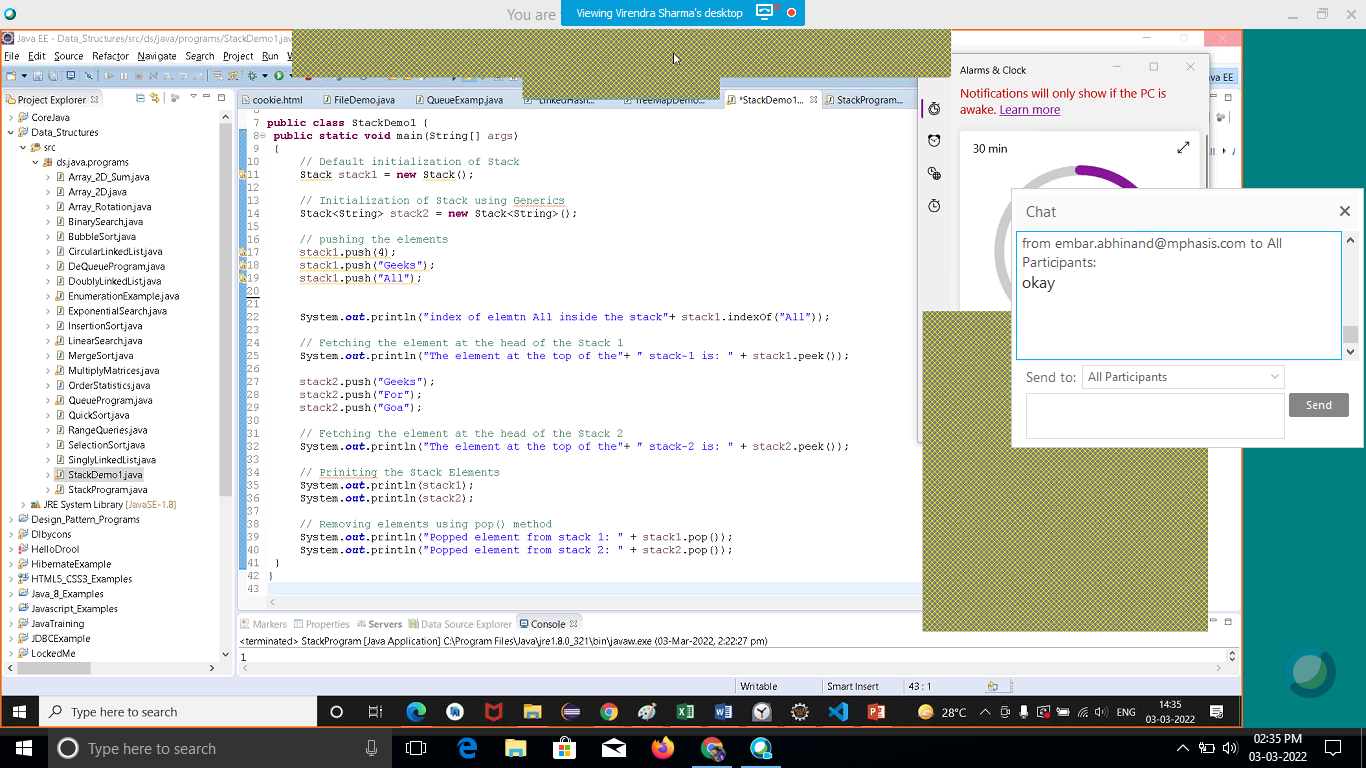 You are
Viewing Virendra Sharma's desktop
Java EE - Data_Structures/src/ds/java/programs/StackDemo1.jav
File Edit Source Refactor Navigate Search Project Run W
Java EE
Project Explorer
CoreJava
Data_Structures
src
ds.java.programs
Array_2D_Sum.java
Array_2D.java
Array_Rotation.java
BinarySearch.java
BubbleSort.java
CircularLinkedList.java
DeQueueProgram.java
DoublyLinkedList.java
EnumerationExample.java
ExponentialSearch.java
InsertionSort.java
LinearSearch.java
MergeSort.java
MultiplyMatrices.java
OrderStatistics.java
QueueProgram.java
QuickSort.java
RangeQueries.java
SelectionSort.java
SinglyLinkedList.java
StackDemo1.java
StackProgram.java
JRE System Library [JavaSE-1.8]
Design_Pattern_Programs
DIbycons
HelloDrool
HibernateExample
HTML5_CSS3_Examples
Java_8_Examples
Javascript_Examples
JavaTraining
JDBCExample
LockedMe
cookie.html FileDemo.java QueueExamp.java LinkedHash... TreeMapDemo... *StackDemo1... StackProgram...
7 public class StackDemo1 {
8 public static void main(String[] args)
9 {
10 // Default initialization of Stack
11 Stack stack1 = new Stack();
12
13 // Initialization of Stack using Generics
14 Stack<String> stack2 = new Stack<String>();
15
16 // pushing the elements
17 stack1.push(4);
18 stack1.push("Geeks");
19 stack1.push("All");
20
21
22 System.out.println("index of elemtn All inside the stack"+ stack1.indexOf("All"));
23
24 // Fetching the element at the head of the Stack 1
25 System.out.println("The element at the top of the"+ " stack-1 is: " + stack1.peek());
26
27 stack2.push("Geeks");
28 stack2.push("For");
29 stack2.push("Goa");
30
31 // Fetching the element at the head of the Stack 2
32 System.out.println("The element at the top of the"+ " stack-2 is: " + stack2.peek());
33
34 // Priniting the Stack Elements
35 System.out.println(stack1);
36 System.out.println(stack2);
37
38 // Removing elements using pop() method
39 System.out.println("Popped element from stack 1: " + stack1.pop());
40 System.out.println("Popped element from stack 2: " + stack2.pop());
41 }
42 }
43
Markers Properties Servers Data Source Explorer Console
<terminated> StackProgram [Java Application] C:\Program Files\Java\jre1.8.0_321\bin\javaw.exe (03-Mar-2022, 2:22:27 pm)
1
Writable Smart Insert 43 : 1
Alarms & Clock
Notifications will only show if the PC is
awake. Learn more
30 min
Chat
from embar.abhinand@mphasis.com to All
Participants:
okay
Send to: All Participants
Send
Type here to search
28°C ENG 14:35
03-03-2022
Type here to search
02:35 PM
03-03-2022